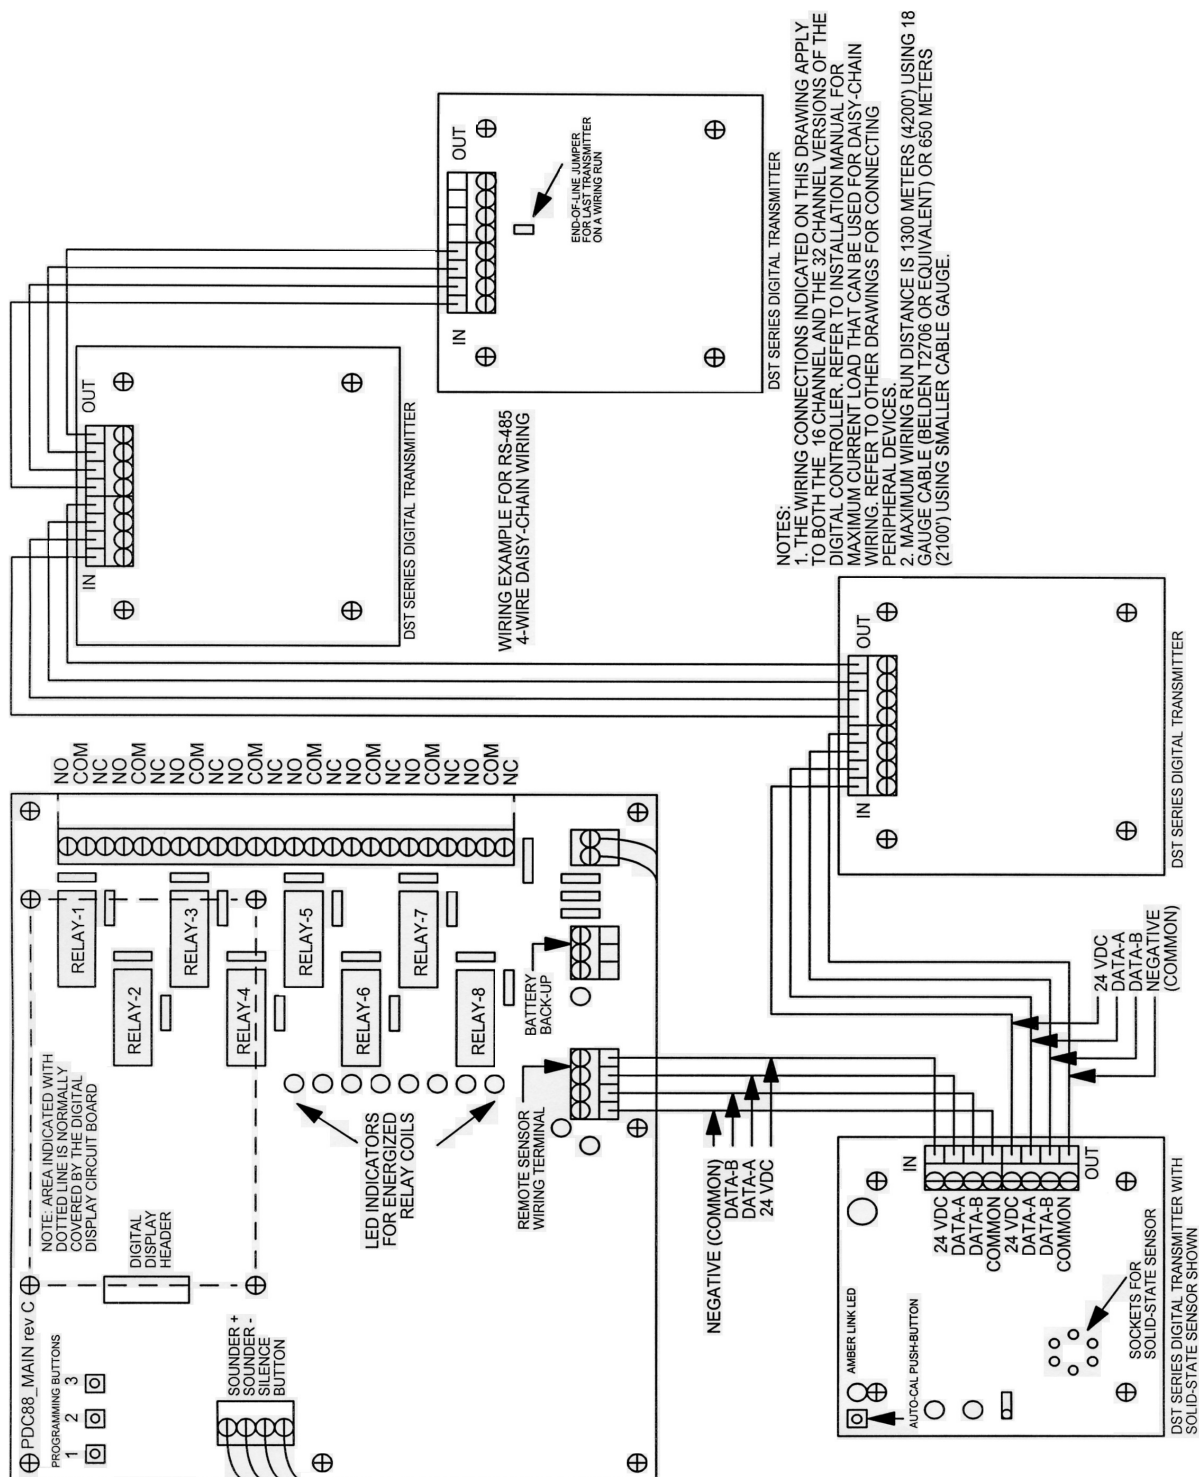 PDC88_MAIN rev C
PROGRAMMING BUTTONS
1
2
3
NOTE: AREA INDICATED WITH
DOTTED LINE IS NORMALLY
COVERED BY THE DIGITAL
DISPLAY CIRCUIT BOARD
DIGITAL
DISPLAY
HEADER
SOUNDER +
SOUNDER -
SILENCE
BUTTON
RELAY-1
RELAY-2
RELAY-3
RELAY-4
RELAY-5
RELAY-6
RELAY-7
RELAY-8
NO
COM
NC
NO
COM
NC
NO
COM
NC
NO
COM
NC
NO
COM
NC
NO
COM
NC
NO
COM
NC
NO
COM
NC
LED INDICATORS
FOR ENERGIZED
RELAY COILS
REMOTE SENSOR
WIRING TERMINAL
BATTERY
BACK-UP
NEGATIVE (COMMON)
DATA-B
DATA-A
24 VDC
24 VDC
DATA-A
DATA-B
NEGATIVE
(COMMON)
AMBER LINK LED
AUTO-CAL PUSH-BUTTON
IN
24 VDC
DATA-A
DATA-B
COMMON
24 VDC
DATA-A
DATA-B
COMMON
OUT
SOCKETS FOR
SOLID-STATE SENSOR
DST SERIES DIGITAL TRANSMITTER WITH
SOLID-STATE SENSOR SHOWN
IN
OUT
DST SERIES DIGITAL TRANSMITTER
IN
OUT
DST SERIES DIGITAL TRANSMITTER
IN
OUT
END-OF-LINE JUMPER
FOR LAST TRANSMITTER
ON A WIRING RUN
DST SERIES DIGITAL TRANSMITTER
WIRING EXAMPLE FOR RS-485
4-WIRE DAISY-CHAIN WIRING
NOTES:
1. THE WIRING CONNECTIONS INDICATED ON THIS DRAWING APPLY
TO BOTH THE 16 CHANNEL AND THE 32 CHANNEL VERSIONS OF THE
DIGITAL CONTROLLER. REFER TO INSTALLATION MANUAL FOR
MAXIMUM CURRENT LOAD THAT CAN BE USED FOR DAISY-CHAIN
WIRING. REFER TO OTHER DRAWINGS FOR CONNECTING
PERIPHERAL DEVICES.
2. MAXIMUM WIRING RUN DISTANCE IS 1300 METERS (4200') USING 18
GAUGE CABLE (BELDEN T2706 OR EQUIVALENT) OR 650 METERS
(2100') USING SMALLER CABLE GAUGE.